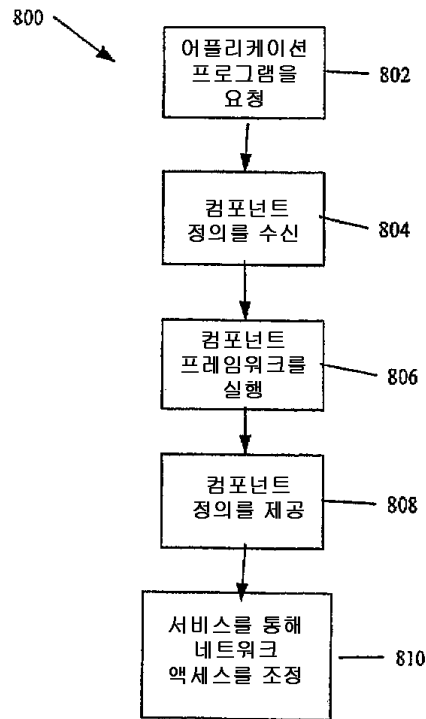 800
어플리케이션
프로그램을
요청
802
컴포넌트
정의를 수신
804
컴포넌트
프레임워크를
실행
806
컴포넌트
정의를 제공
808
서비스를 통해
네트워크
액세스를 조정
810